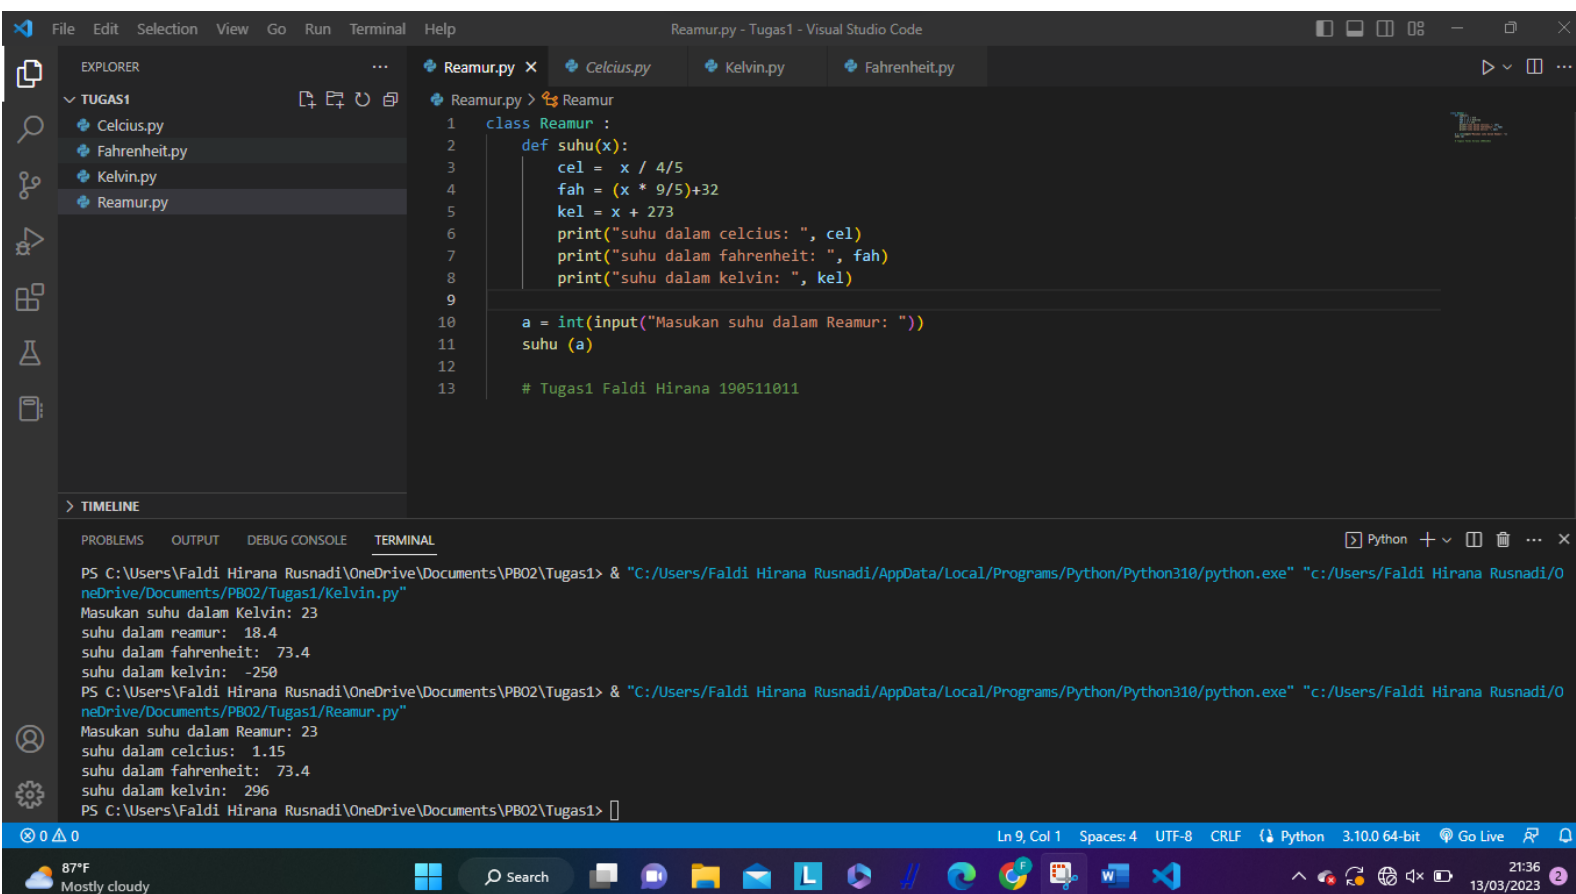 File Edit Selection View Go Run Terminal Help
Reamur.py - Tugas1 - Visual Studio Code
EXPLORER
TUGAS1
Celcius.py
Fahrenheit.py
Kelvin.py
Reamur.py
TIMELINE
Reamur.py Celcius.py Kelvin.py Fahrenheit.py
Reamur.py > Reamur
1 class Reamur :
2 def suhu(x):
3 cel =  x / 4/5
4 fah = (x * 9/5)+32
5 kel = x + 273
6 print("suhu dalam celcius: ", cel)
7 print("suhu dalam fahrenheit: ", fah)
8 print("suhu dalam kelvin: ", kel)
9
10 a = int(input("Masukan suhu dalam Reamur: "))
11 suhu (a)
12
13 # Tugas1 Faldi Hirana 190511011
PROBLEMS OUTPUT DEBUG CONSOLE TERMINAL
Python
PS C:\Users\Faldi Hirana Rusnadi\OneDrive\Documents\PBO2\Tugas1> & "C:/Users/Faldi Hirana Rusnadi/AppData/Local/Programs/Python/Python310/python.exe" "c:/Users/Faldi Hirana Rusnadi/O
neDrive/Documents/PBO2/Tugas1/Kelvin.py"
Masukan suhu dalam Kelvin: 23
suhu dalam reamur:  18.4
suhu dalam fahrenheit:  73.4
suhu dalam kelvin:  -250
PS C:\Users\Faldi Hirana Rusnadi\OneDrive\Documents\PBO2\Tugas1> & "C:/Users/Faldi Hirana Rusnadi/AppData/Local/Programs/Python/Python310/python.exe" "c:/Users/Faldi Hirana Rusnadi/O
neDrive/Documents/PBO2/Tugas1/Reamur.py"
Masukan suhu dalam Reamur: 23
suhu dalam celcius:  1.15
suhu dalam fahrenheit:  73.4
suhu dalam kelvin:  296
PS C:\Users\Faldi Hirana Rusnadi\OneDrive\Documents\PBO2\Tugas1>
0 0
Ln 9, Col 1 Spaces: 4 UTF-8 CRLF Python 3.10.0 64-bit Go Live
87°F
Mostly cloudy
Search
21:36
13/03/2023
2